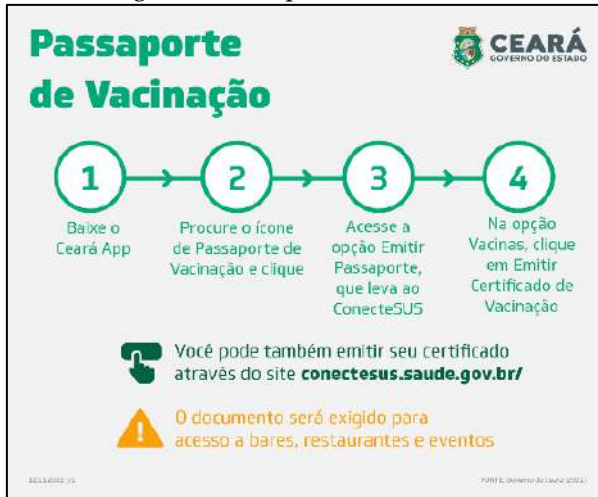 Passaporte
de Vacinação
CEARÁ
GOVERNO DO ESTADO
1
2
3
4
Baixe o
Ceará App
Procure o ícone
de Passaporte de
Vacinação e clique
Acesse a
opção Emitir
Passaporte,
que leva ao
ConecteSUS
Na opção
Vacinas, clique
em Emitir
Certificado de
Vacinação
Você pode também emitir seu certificado
através do site conectesus.saude.gov.br/
O documento será exigido para
acesso a bares, restaurantes e eventos